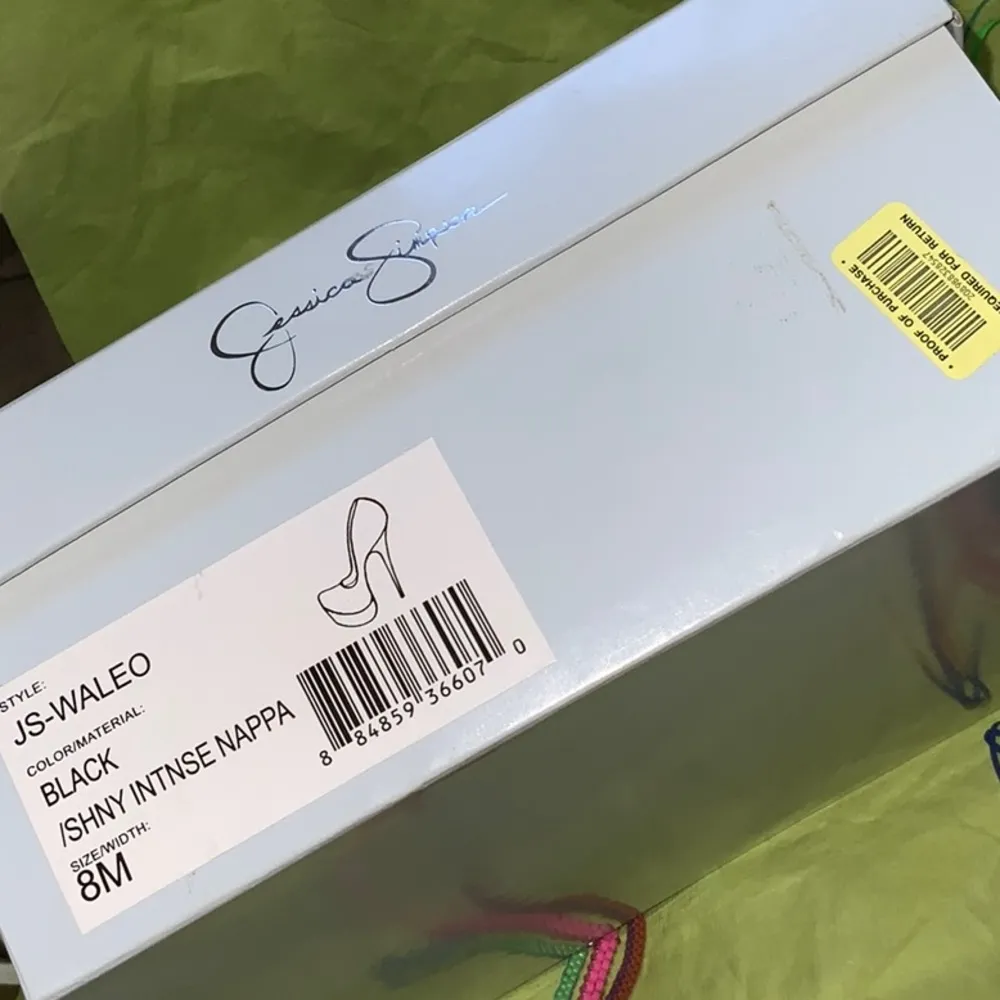 Jessica Simpson
REQUIRED FOR RETURN
* PROOF OF PURCHASE *
STYLE:
JS-WALEO
COLOR/MATERIAL:
BLACK
/SHNY INTNSE NAPPA
SIZE/WIDTH:
8M
8 84859 36607 0